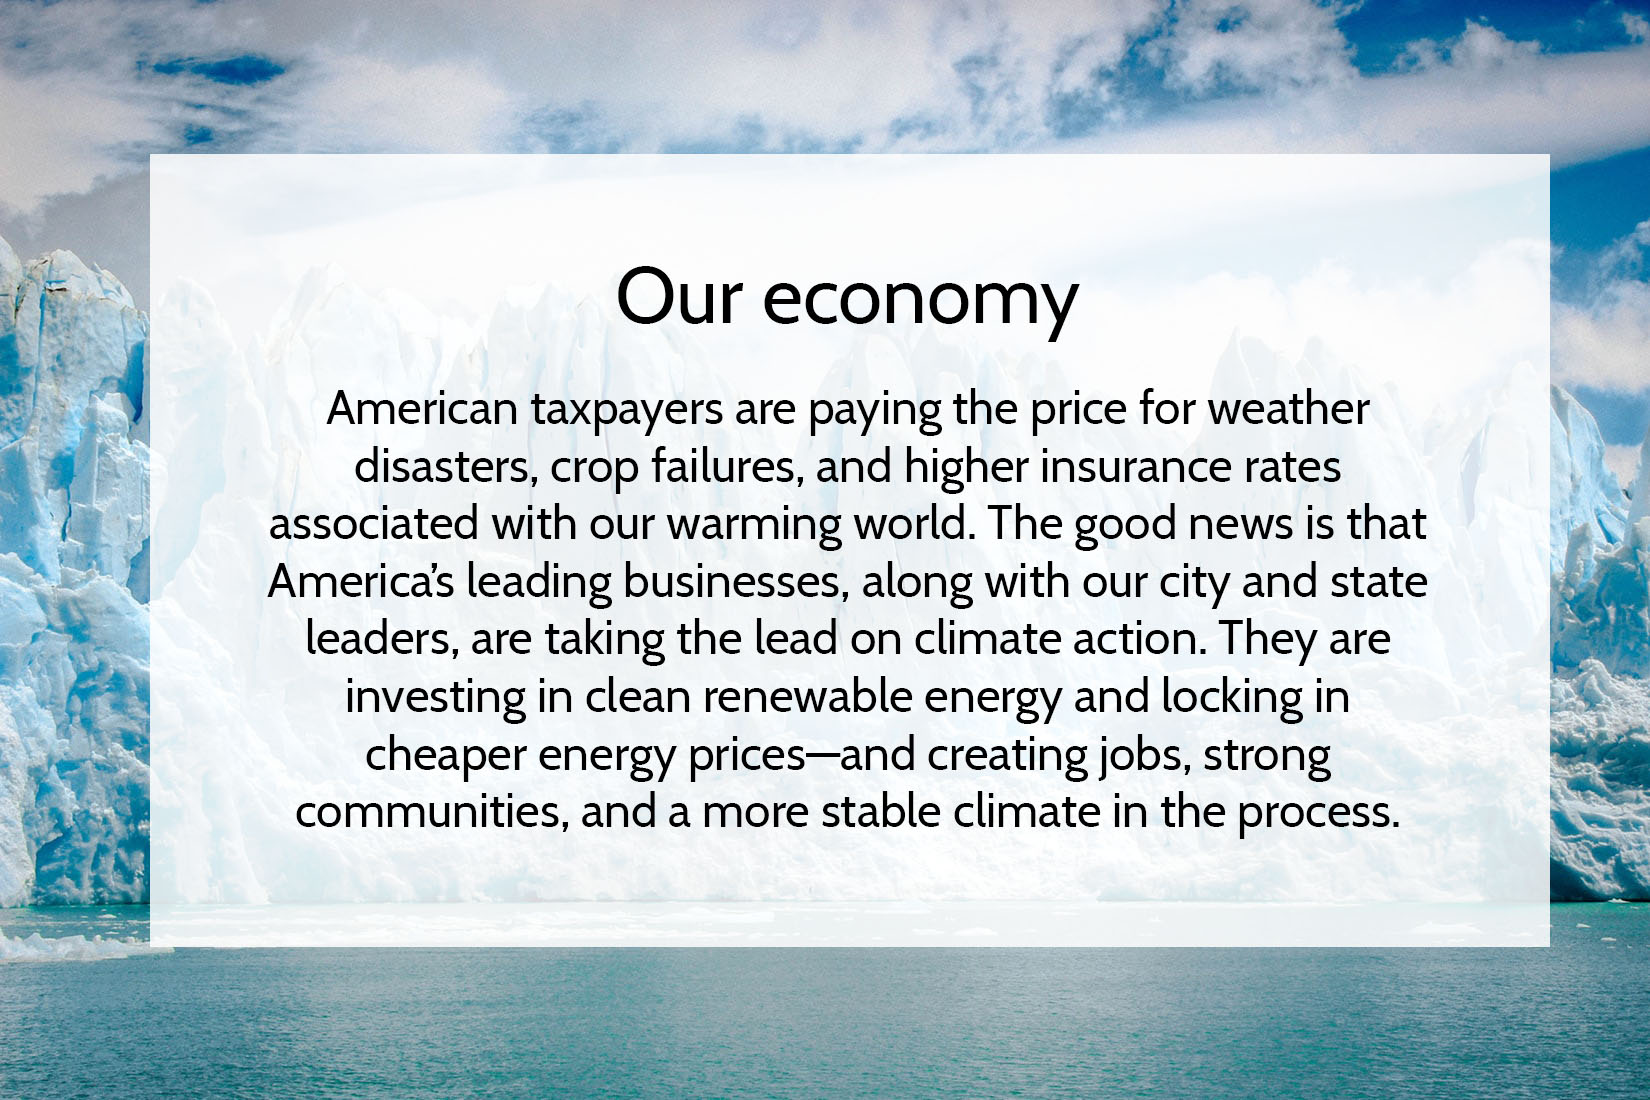 Our economy
American taxpayers are paying the price for weather
disasters, crop failures, and higher insurance rates
associated with our warming world. The good news is that
America’s leading businesses, along with our city and state
leaders, are taking the lead on climate action. They are
investing in clean renewable energy and locking in
cheaper energy prices—and creating jobs, strong
communities, and a more stable climate in the process.